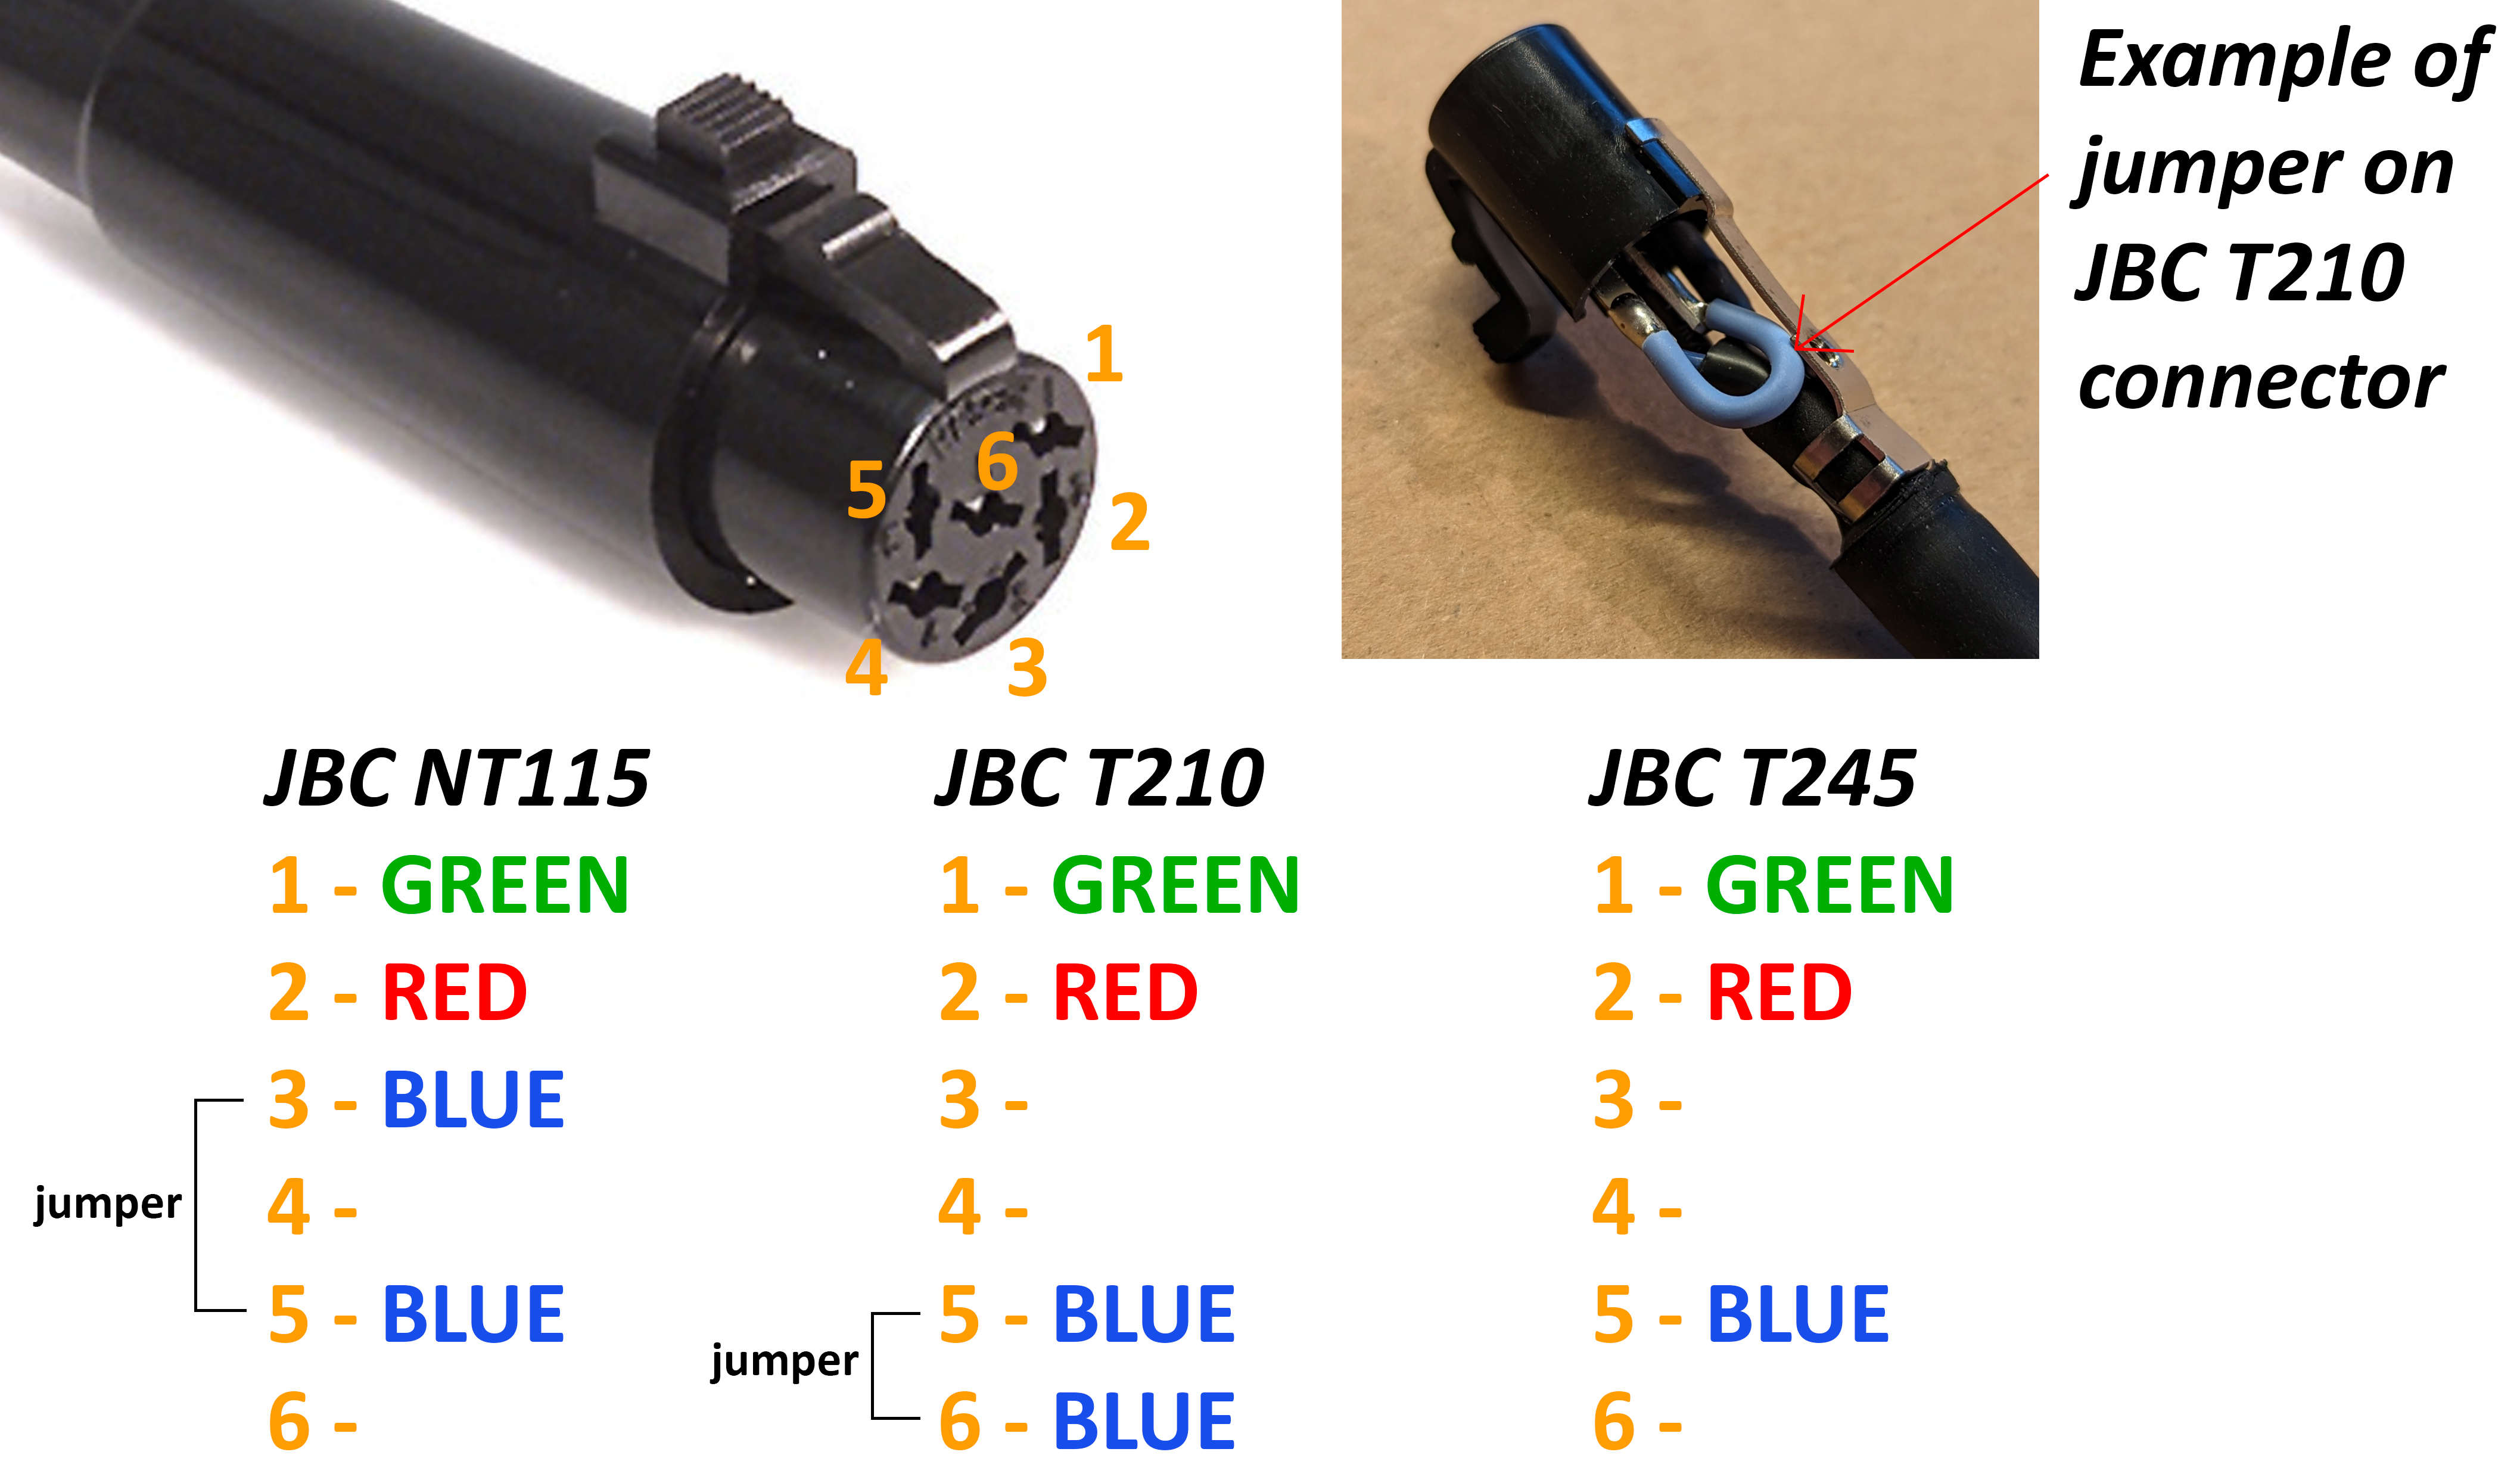 Example of
jumper on
JBC T210
connector
1
6
5
2
4
3
JBC NT115
1 - GREEN
2 - RED
3 - BLUE
4 -
5 - BLUE
6 -
jumper
JBC T210
1 - GREEN
2 - RED
3 -
4 -
5 - BLUE
6 - BLUE
jumper
JBC T245
1 - GREEN
2 - RED
3 -
4 -
5 - BLUE
6 -